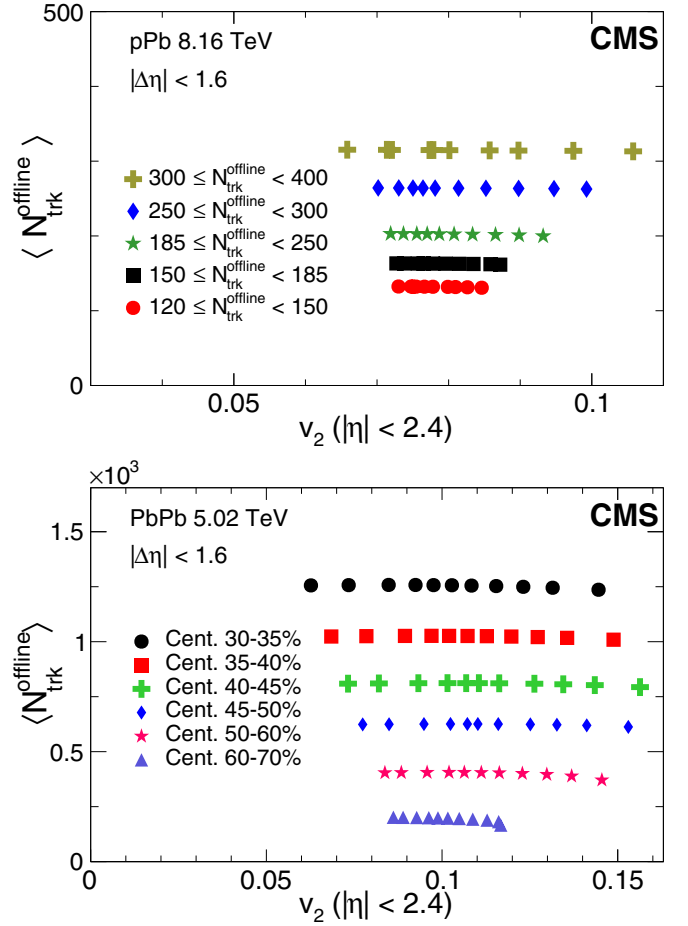 500
pPb 8.16 TeV
CMS
|Δη| < 1.6
⟨ N_trk^offline ⟩
300 ≤ N_trk^offline < 400
250 ≤ N_trk^offline < 300
185 ≤ N_trk^offline < 250
150 ≤ N_trk^offline < 185
120 ≤ N_trk^offline < 150
0
0.05 0.1
v_2 (|η| < 2.4)
×10^3
PbPb 5.02 TeV
CMS
1.5
|Δη| < 1.6
⟨N_trk^offline⟩
Cent. 30-35%
1
Cent. 35-40%
Cent. 40-45%
Cent. 45-50%
0.5
Cent. 50-60%
Cent. 60-70%
0
0 0.05 0.1 0.15
v_2 (|η| < 2.4)